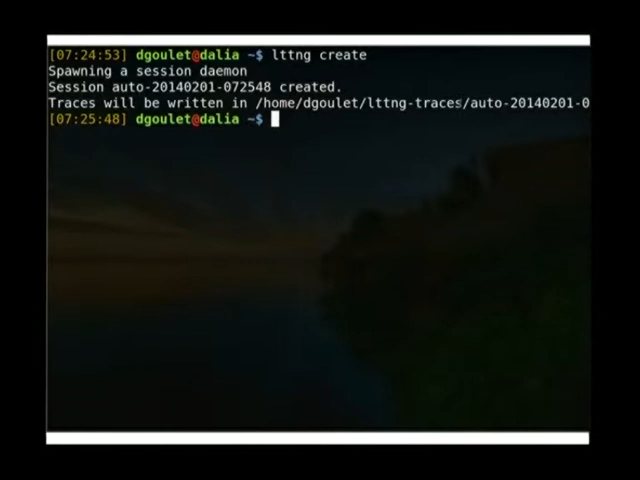 [07:24:53] dgoulet@dalia ~$ lttng create
Spawning a session daemon
Session auto-20140201-072548 created.
Traces will be written in /home/dgoulet/lttng-traces/auto-20140201-0
[07:25:48] dgoulet@dalia ~$